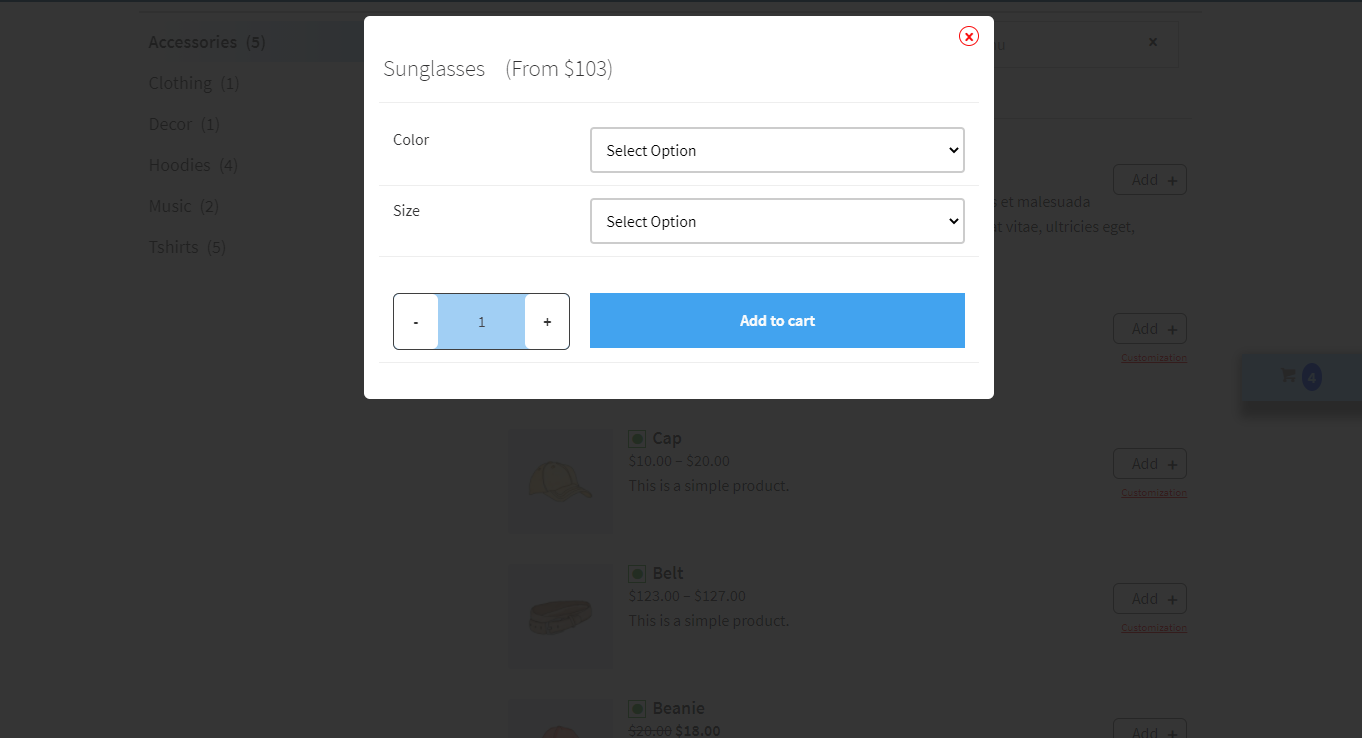 Accessories (5)
Clothing (1)
Decor (1)
Hoodies (4)
Music (2)
Tshirts (5)
Sunglasses (From $103)
Color
Select Option
Size
Select Option
- 1 +
Add to cart
Add +
et malesuada
vitae, ultricies eget,
Add +
Customization
4
Cap
$10.00 – $20.00
This is a simple product.
Add +
Customization
Belt
$123.00 – $127.00
This is a simple product.
Add +
Customization
Beanie
$20.00 $18.00
Add +